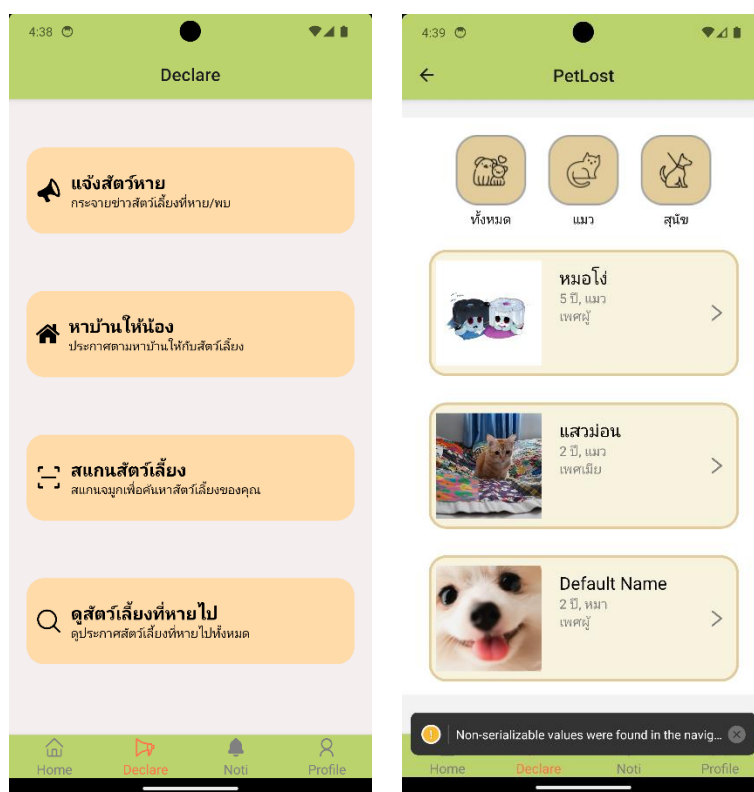 4:38
Declare
แจ้งสัตว์หาย
กระจายข่าวสัตว์เลี้ยงที่หาย/พบ
หาบ้านให้น้อง
ประกาศตามหาบ้านให้กับสัตว์เลี้ยง
สแกนสัตว์เลี้ยง
สแกนจมูกเพื่อค้นหาสัตว์เลี้ยงของคุณ
ดูสัตว์เลี้ยงที่หายไป
ดูประกาศสัตว์เลี้ยงที่หายไปทั้งหมด
Home Declare Noti Profile
4:39
PetLost
ทั้งหมด แมว สุนัข
หมอโง่
5 ปี, แมว
เพศผู้
แสวม่อน
2 ปี, แมว
เพศเมีย
Default Name
2 ปี, หมา
เพศผู้
Non-serializable values were found in the navig...
Home Declare Noti Profile